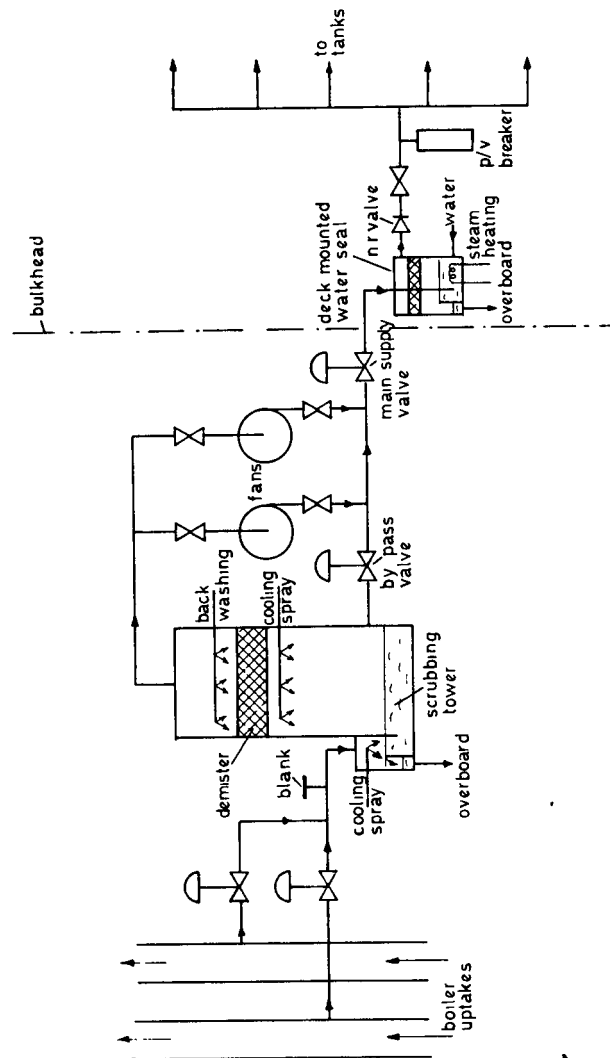 boiler
uptakes
blank
cooling
spray
overboard
demister
back
washing
cooling
spray
scrubbing
tower
fans
by pass
valve
main supply
valve
bulkhead
deck mounted
water seal
n r valve
water
steam
heating
overboard
p/v
breaker
to
tanks